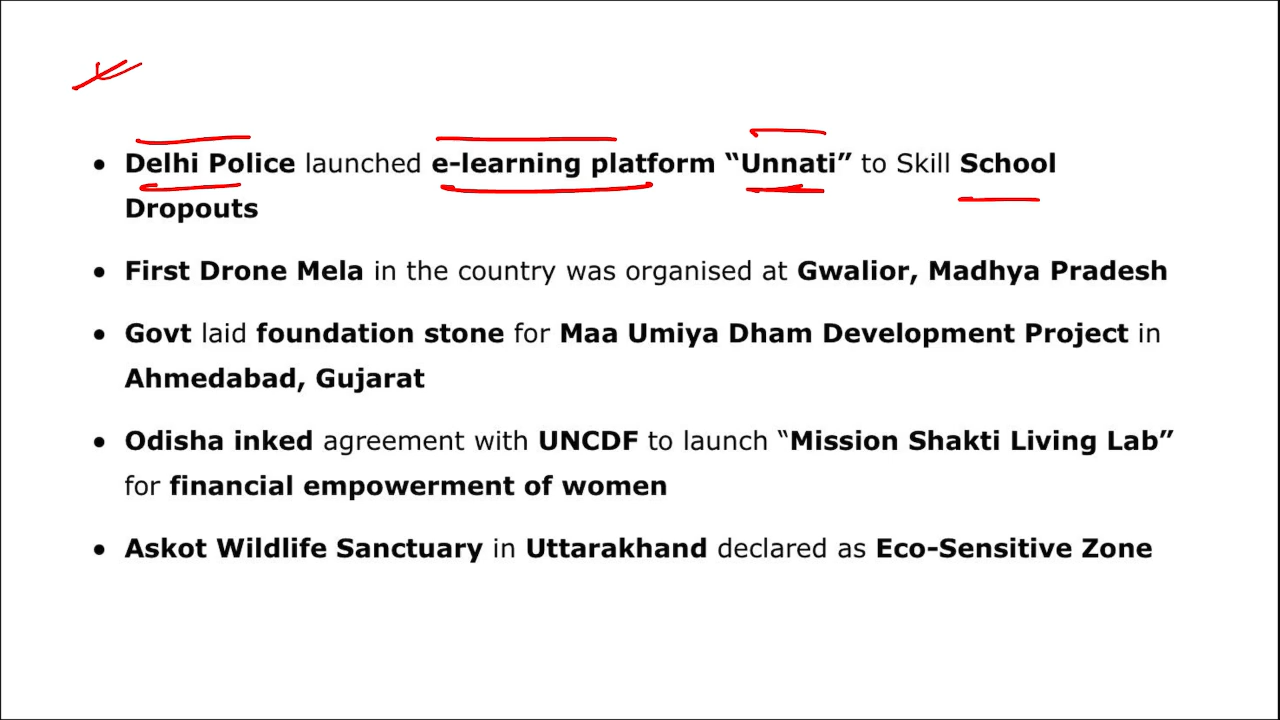 • Delhi Police launched e-learning platform “Unnati” to Skill School
Dropouts
• First Drone Mela in the country was organised at Gwalior, Madhya Pradesh
• Govt laid foundation stone for Maa Umiya Dham Development Project in
Ahmedabad, Gujarat
• Odisha inked agreement with UNCDF to launch “Mission Shakti Living Lab”
for financial empowerment of women
• Askot Wildlife Sanctuary in Uttarakhand declared as Eco-Sensitive Zone